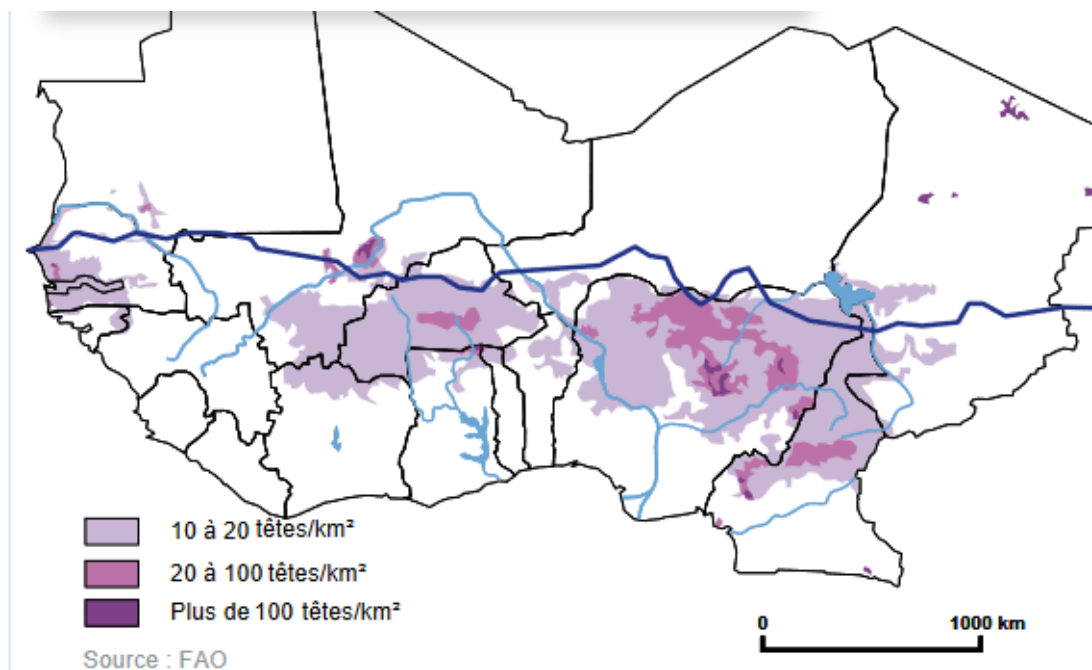 10 à 20 têtes/km²
20 à 100 têtes/km²
Plus de 100 têtes/km²
0 1000 km
Source : FAO